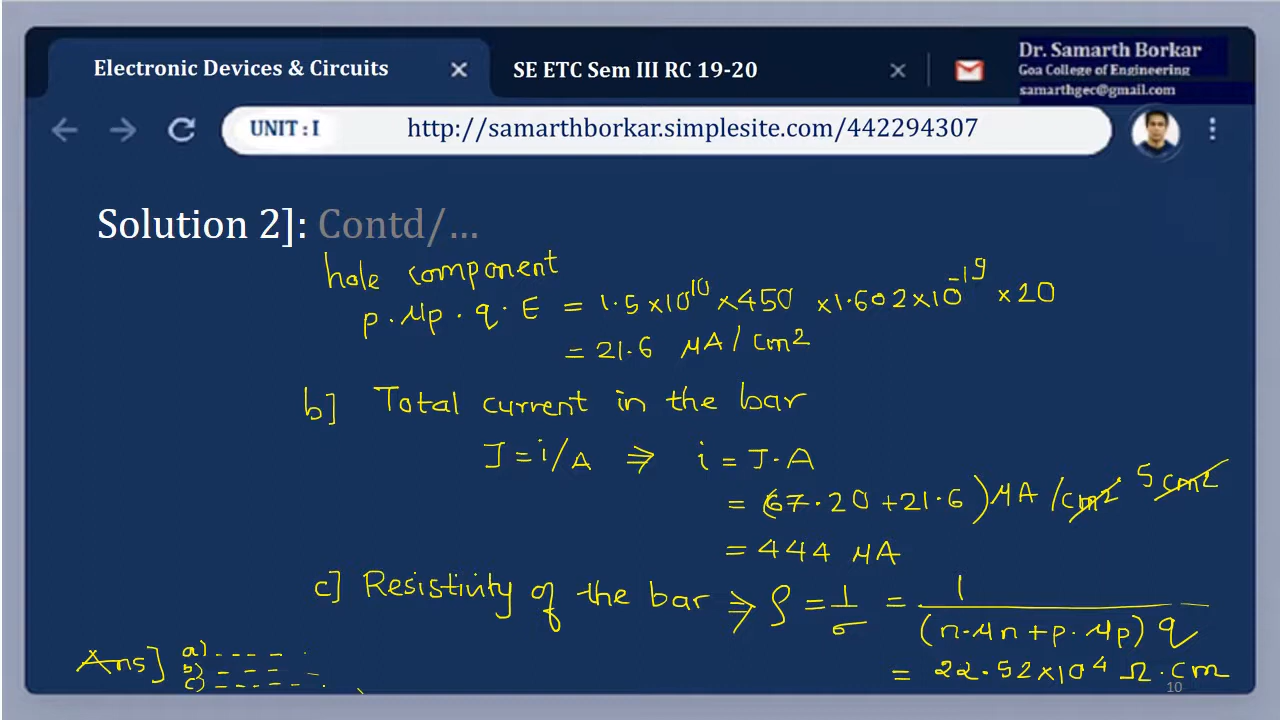 Electronic Devices & Circuits
SE ETC Sem III RC 19-20
Dr. Samarth Borkar
Goa College of Engineering
samarthgec@gmail.com
UNIT : I
http://samarthborkar.simplesite.com/442294307
Solution 2]: Contd/...
hole component
p · μp · q · E = 1.5 × 10¹⁰ × 450 × 1.602 × 10⁻¹⁹ × 20
= 21.6 μA / cm²
b] Total current in the bar
J = i/A ⇒ i = J · A
= (67.20 + 21.6) μA / cm² 5 cm²
= 444 μA
c] Resistivity of the bar ⇒ ρ = 1/σ = 1/(n·μn + p·μp) q
= 22.52 × 10⁴ Ω·cm
Ans] a) - - - -
b) - - - -
c) - - - - -
10